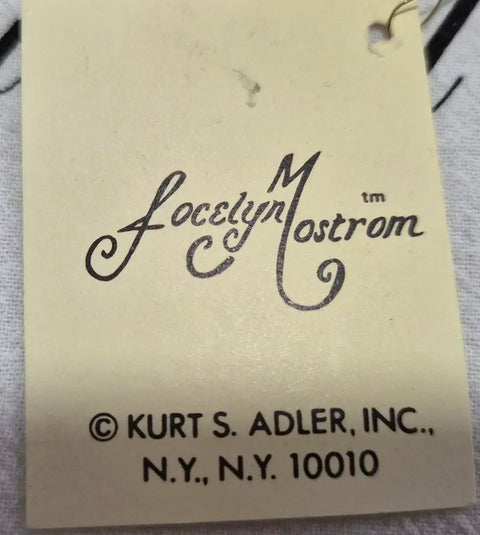 Jocelyn Mostrom tm
© KURT S. ADLER, INC.,
N.Y., N.Y. 10010